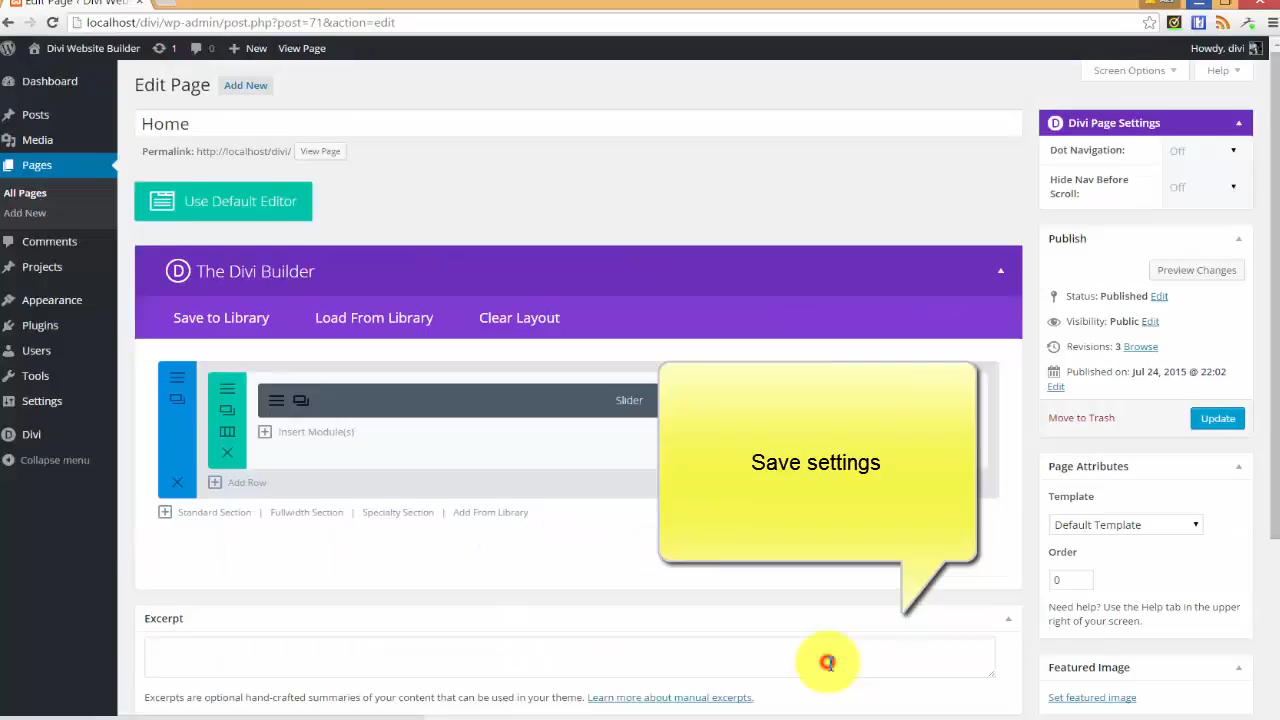 Edit Page ‹ Divi Web
localhost/divi/wp-admin/post.php?post=71&action=edit
Divi Website Builder 1 0 New View Page Howdy, divi
Screen Options Help
Dashboard
Posts
Media
Pages
All Pages
Add New
Comments
Projects
Appearance
Plugins
Users
Tools
Settings
Divi
Collapse menu
Edit Page Add New
Home
Permalink: http://localhost/divi/ View Page
Use Default Editor
D The Divi Builder
Save to Library Load From Library Clear Layout
Slider
Insert Module(s)
Add Row
Standard Section | Fullwidth Section | Specialty Section | Add From Library
Save settings
Excerpt
Excerpts are optional hand-crafted summaries of your content that can be used in your theme. Learn more about manual excerpts.
D Divi Page Settings
Dot Navigation: Off
Hide Nav Before Off
Scroll:
Publish
Preview Changes
Status: Published Edit
Visibility: Public Edit
Revisions: 3 Browse
Published on: Jul 24, 2015 @ 22:02
Edit
Move to Trash Update
Page Attributes
Template
Default Template
Order
0
Need help? Use the Help tab in the upper
right of your screen.
Featured Image
Set featured image